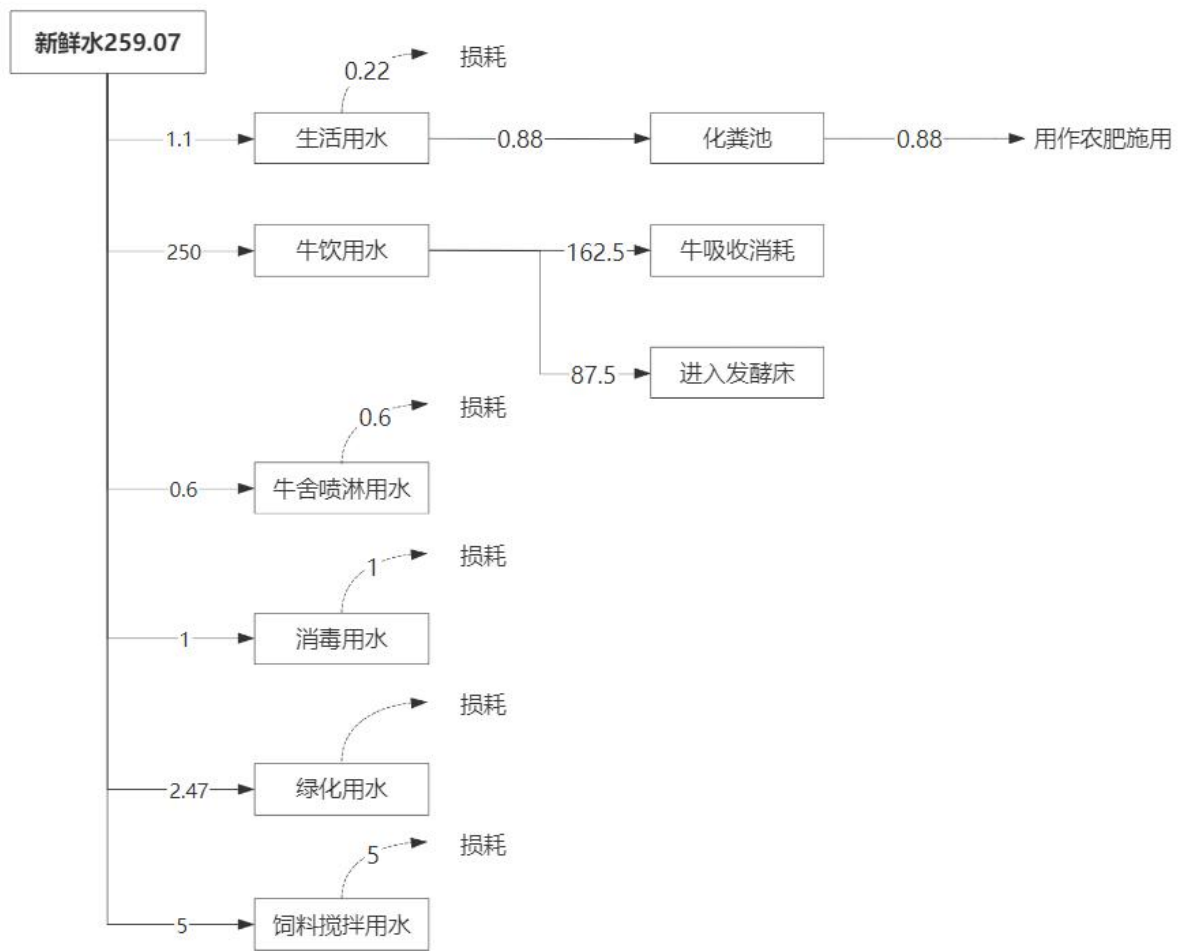 新鲜水259.07
0.22
损耗
1.1
生活用水
0.88
化粪池
0.88
用作农肥施用
250
牛饮用水
162.5
牛吸收消耗
87.5
进入发酵床
0.6
损耗
0.6
牛舍喷淋用水
1
损耗
1
消毒用水
损耗
2.47
绿化用水
5
损耗
5
饲料搅拌用水